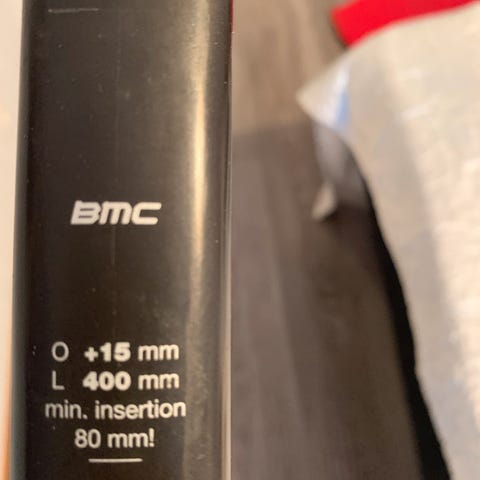 BMC
O +15 mm
L 400 mm
min. insertion
80 mm!